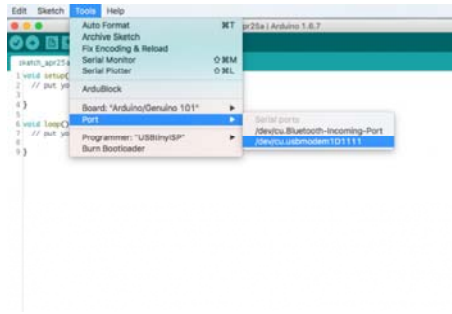 Edit Sketch Tools Help
pr25a | Arduino 1.6.7
Auto Format ⌘T
Archive Sketch
Fix Encoding & Reload
Serial Monitor ⇧⌘M
Serial Plotter ⇧⌘L
ArduBlock
Board: "Arduino/Genuino 101"
Port
Programmer: "USBtinyISP"
Burn Bootloader
Serial ports
/dev/cu.Bluetooth-Incoming-Port
/dev/cu.usbmodem1D1111
sketch_apr25a
1 void setup()
2 // put yo
3
4 }
5
6 void loop()
7 // put yo
8
9 }